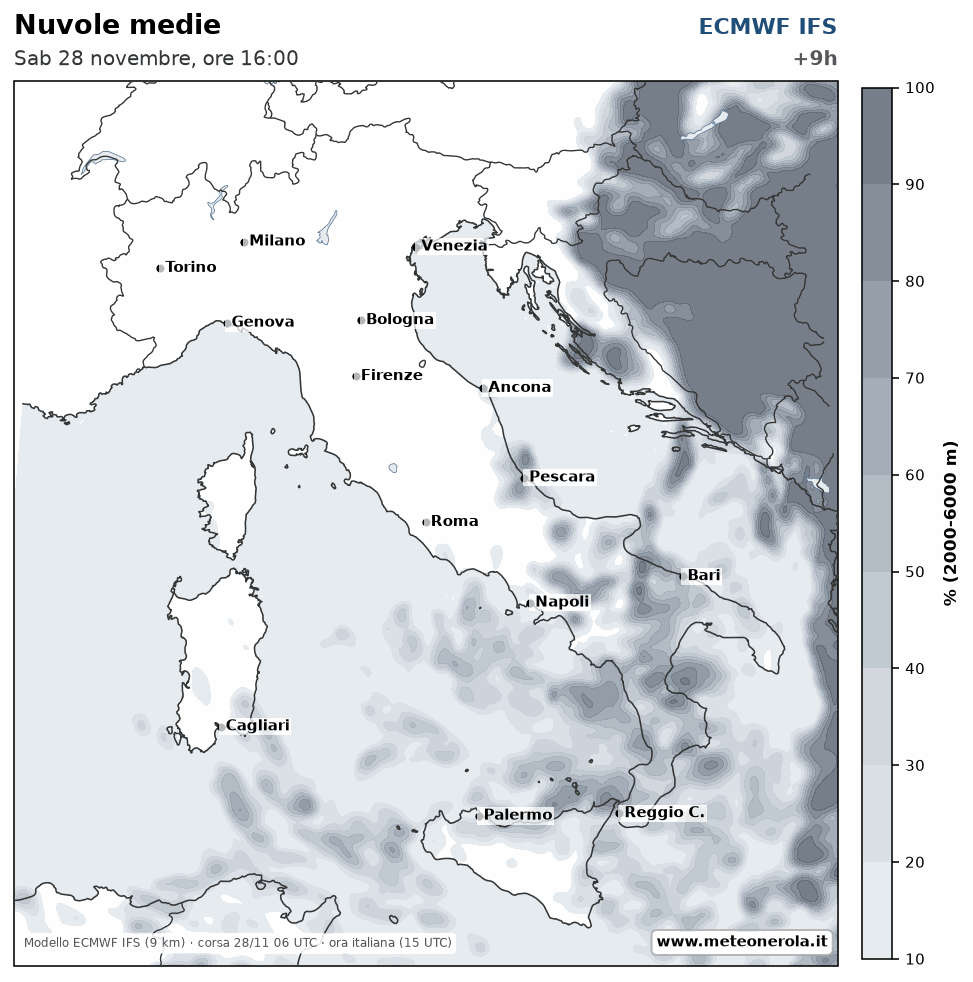 Nuvole medie
ECMWF IFS
Sab 28 novembre, ore 16:00
+9h
Milano
Venezia
Torino
Genova
Bologna
Firenze
Ancona
Pescara
Roma
Bari
Napoli
Cagliari
Palermo
Reggio C.
100
90
80
70
60
50
40
30
20
10
% (2000-6000 m)
Modello ECMWF IFS (9 km) · corsa 28/11 06 UTC · ora italiana (15 UTC)
www.meteonerola.it